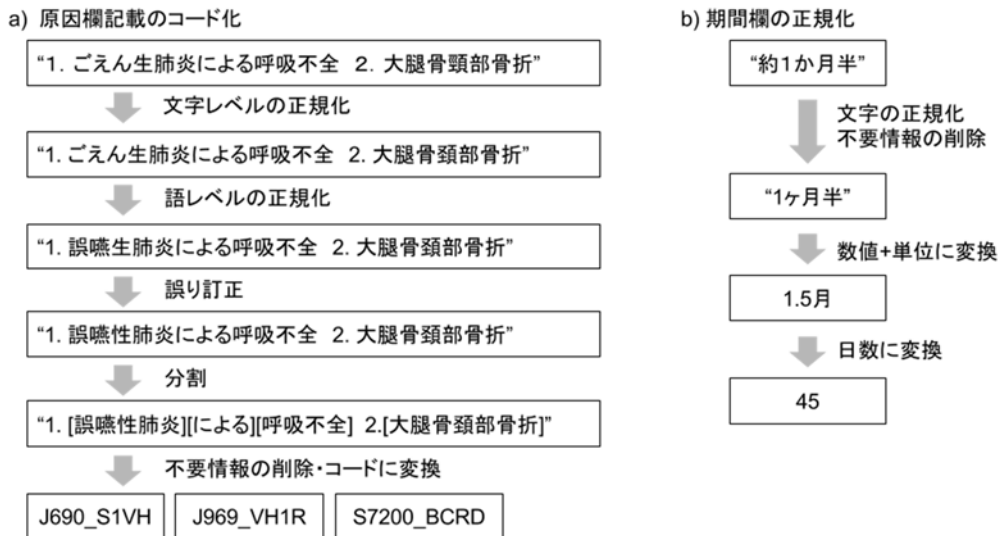 a) 原因欄記載のコード化
“1．ごえん生肺炎による呼吸不全 ２．大腿骨頸部骨折”
文字レベルの正規化
“1. ごえん生肺炎による呼吸不全 2. 大腿骨頚部骨折”
語レベルの正規化
“1. 誤嚥生肺炎による呼吸不全 2. 大腿骨頚部骨折”
誤り訂正
“1. 誤嚥性肺炎による呼吸不全 2. 大腿骨頚部骨折”
分割
“1. [誤嚥性肺炎][による][呼吸不全] 2.[大腿骨頚部骨折]”
不要情報の削除・コードに変換
J690_S1VH
J969_VH1R
S7200_BCRD
b) 期間欄の正規化
“約１か月半”
文字の正規化
不要情報の削除
“1ヶ月半”
数値+単位に変換
1.5月
日数に変換
45